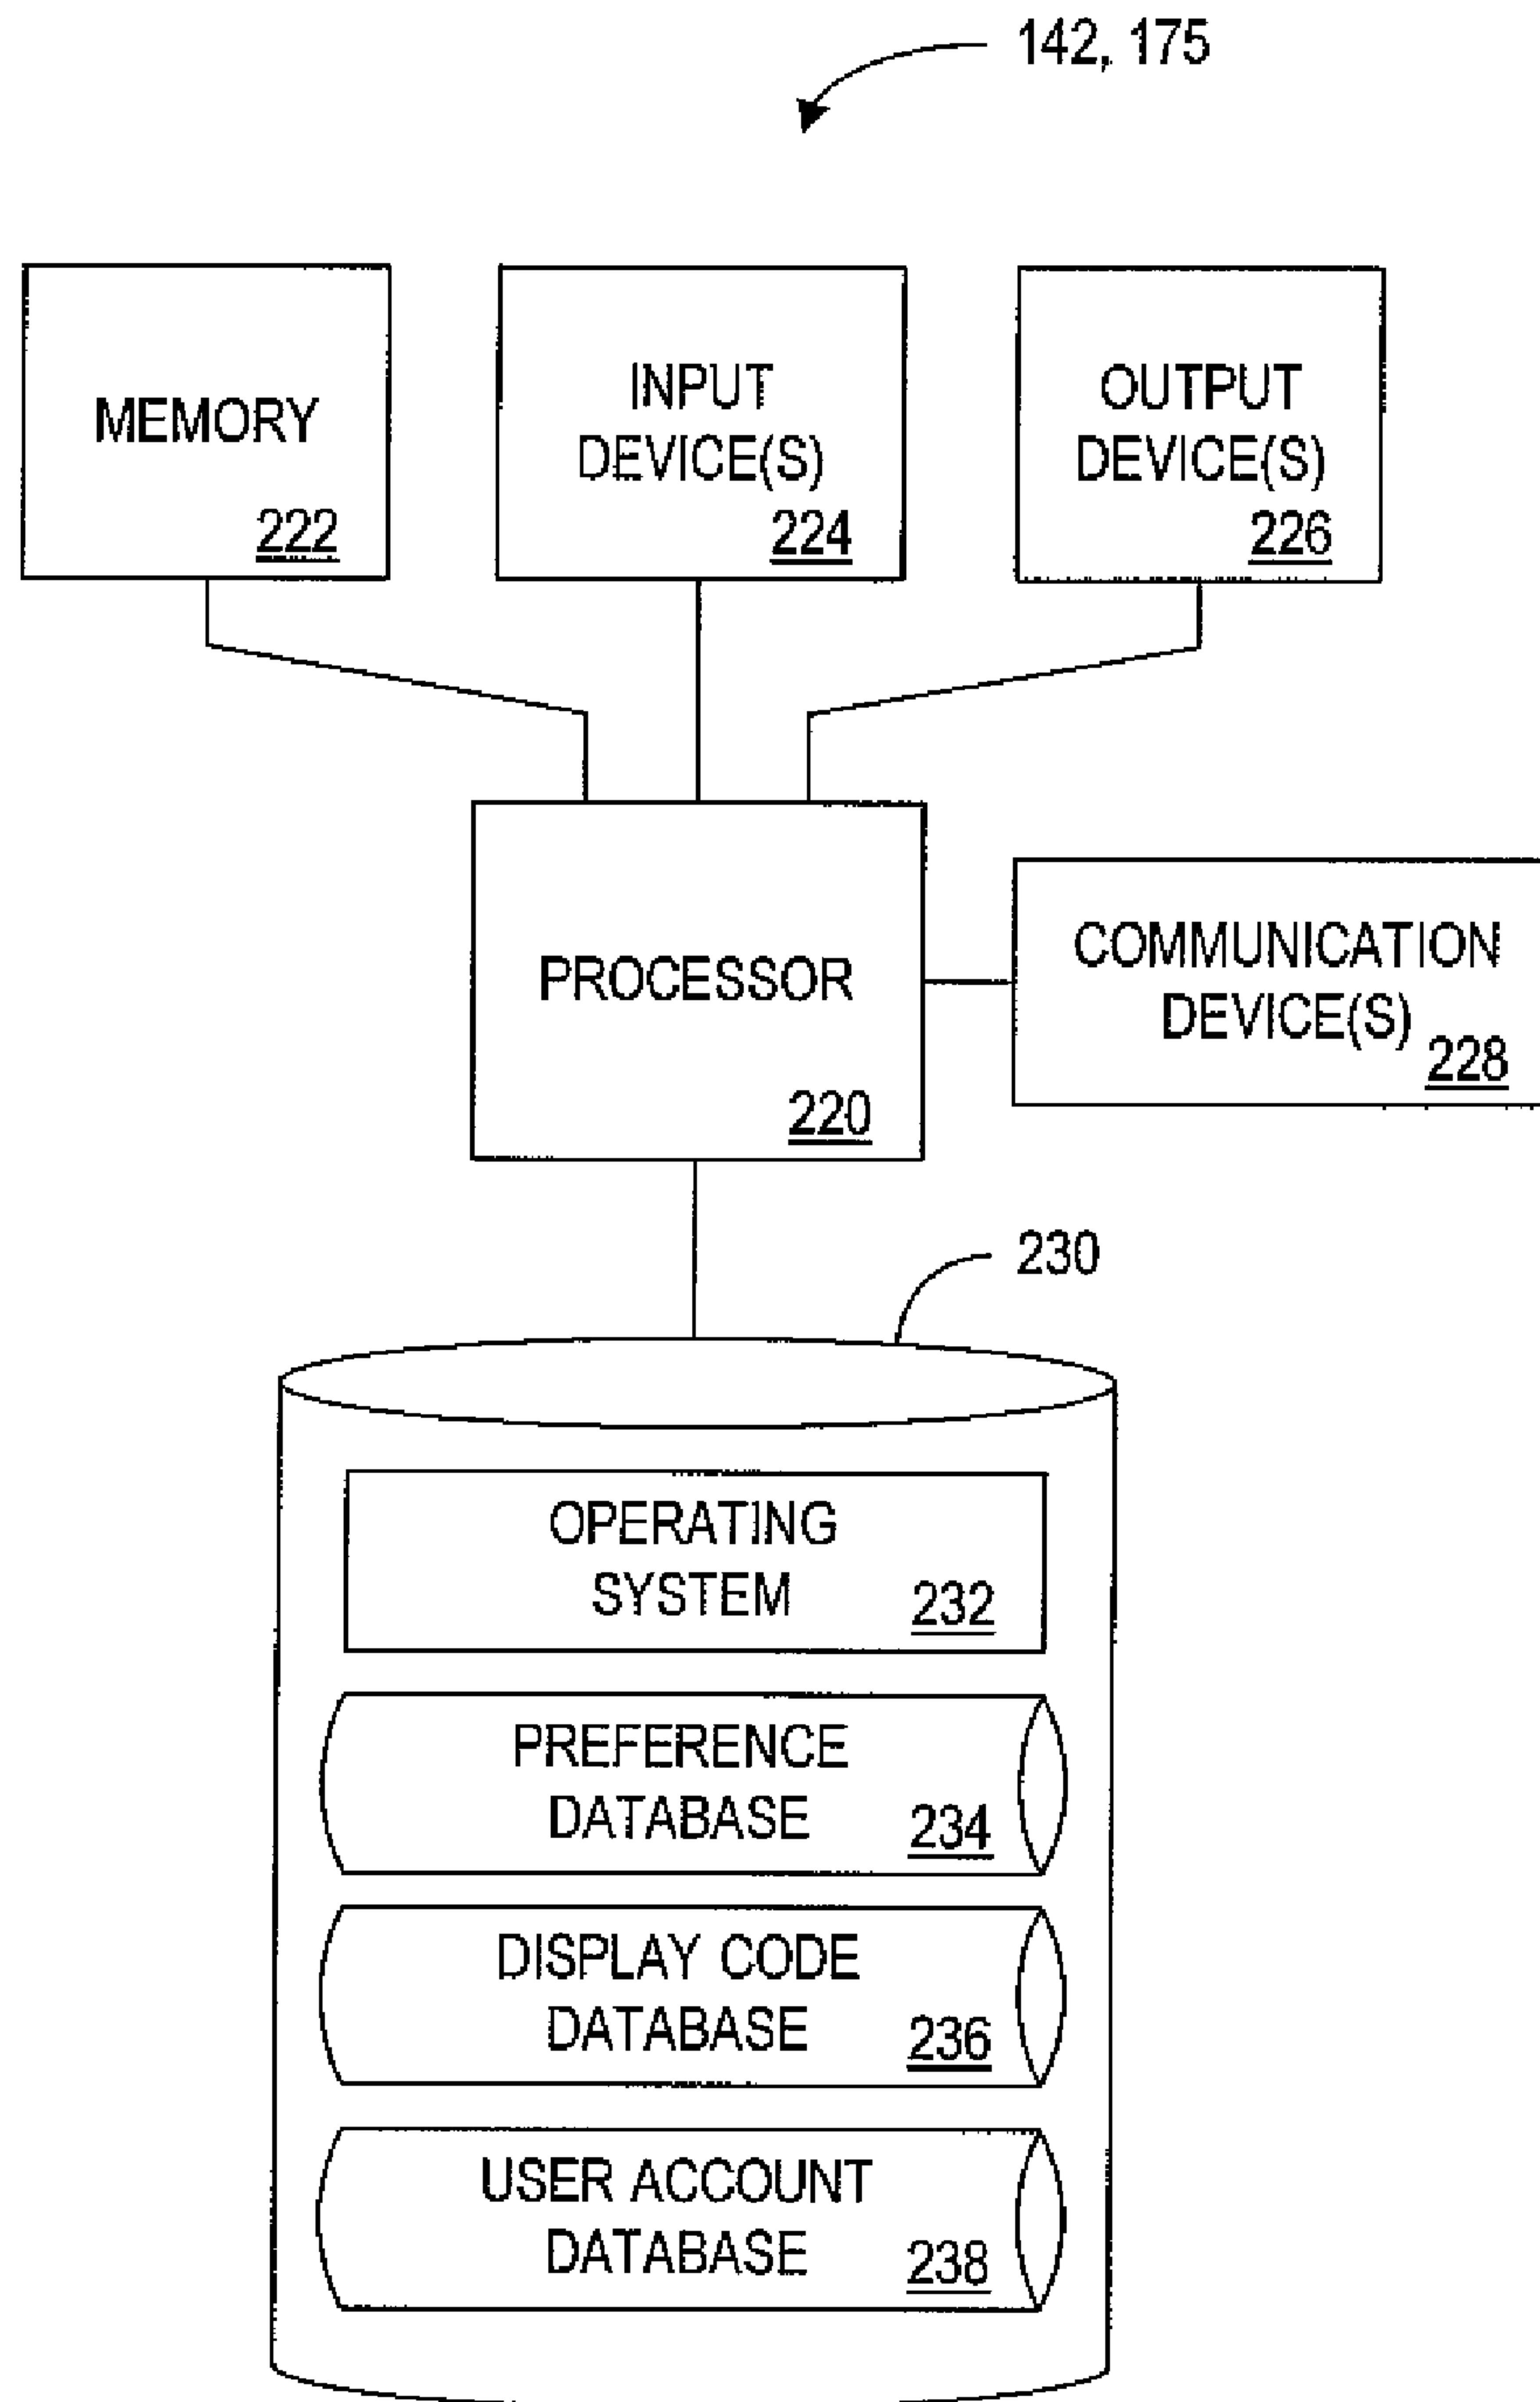 142, 175
MEMORY
222
INPUT
DEVICE(S)
224
OUTPUT
DEVICE(S)
226
PROCESSOR
220
COMMUNICATION
DEVICE(S)
228
230
OPERATING
SYSTEM
232
PREFERENCE
DATABASE
234
DISPLAY CODE
DATABASE
236
USER ACCOUNT
DATABASE
238